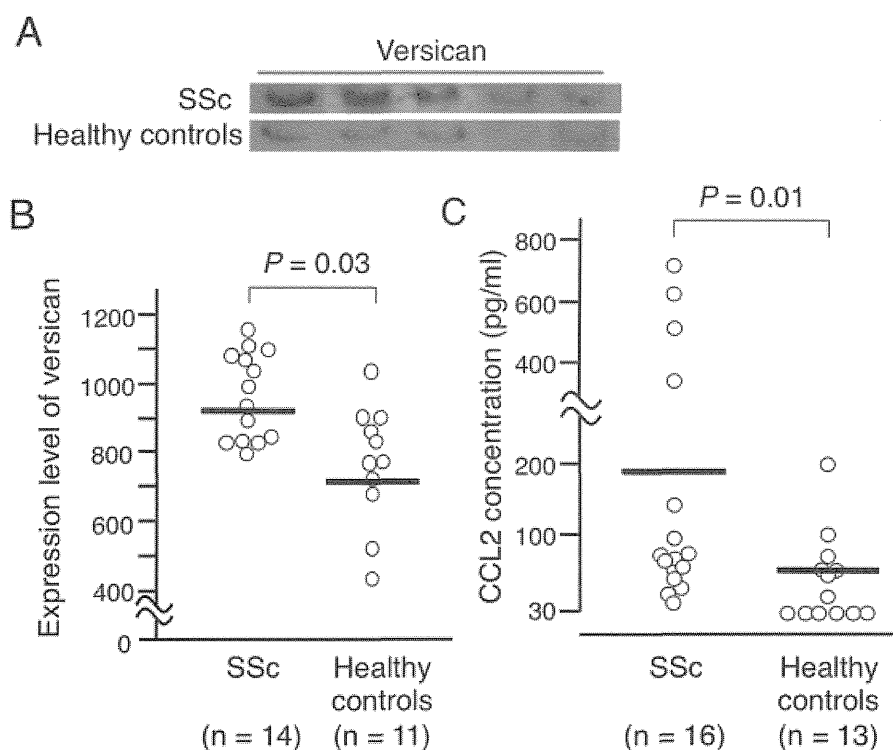 A
Versican
SSc
Healthy controls
B
P = 0.03
Expression level of versican
1200
1000
800
600
400
0
SSc
Healthy
controls
(n = 14)
(n = 11)
C
P = 0.01
CCL2 concentration (pg/ml)
800
600
400
200
100
30
SSc
Healthy
controls
(n = 16)
(n = 13)